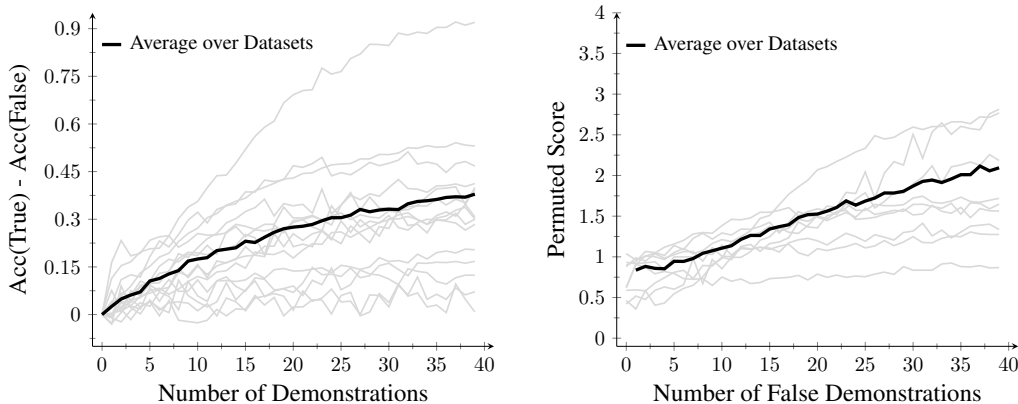 Acc(True) - Acc(False)
0.9
0.75
0.6
0.45
0.3
0.15
0
Average over Datasets
0 5 10 15 20 25 30 35 40
Number of Demonstrations
Permuted Score
4
3.5
3
2.5
2
1.5
1
0.5
0
Average over Datasets
0 5 10 15 20 25 30 35 40
Number of False Demonstrations